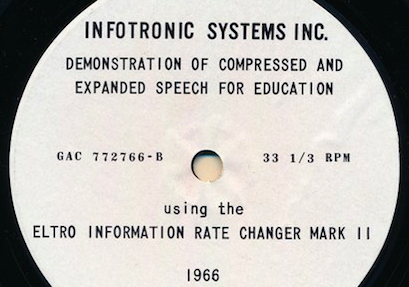 INFOTRONIC SYSTEMS INC.
DEMONSTRATION OF COMPRESSED AND
EXPANDED SPEECH FOR EDUCATION
GAC 772766-B 33 1/3 RPM
using the
ELTRO INFORMATION RATE CHANGER MARK II
1966